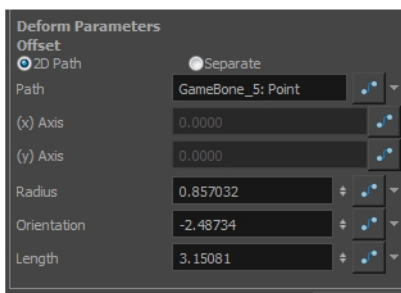 Deform Parameters
Offset
2D Path Separate
Path GameBone_5: Point
(x) Axis 0.0000
(y) Axis 0.0000
Radius 0.857032
Orientation -2.48734
Length 3.15081